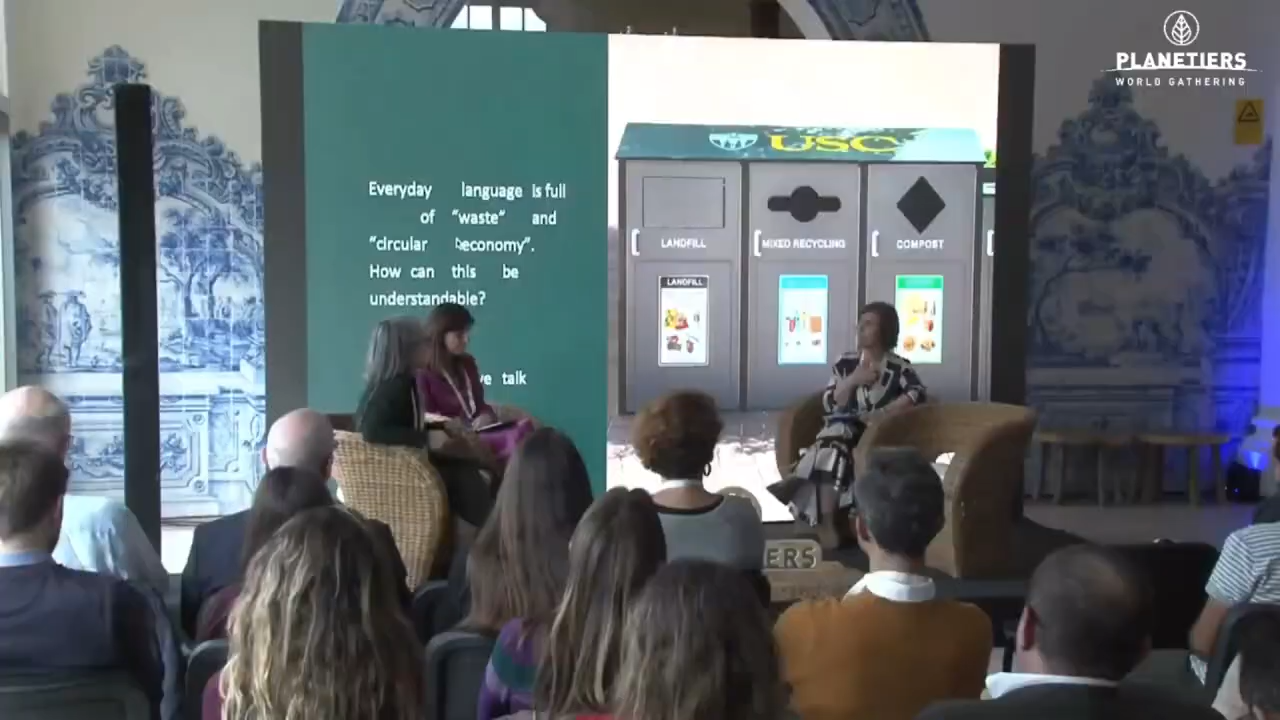 PLANETIERS
WORLD GATHERING
USC
Everyday language is full
of "waste" and
"circular economy".
How can this be
understandable?
talk
LANDFILL
MIXED RECYCLING
COMPOST
LANDFILL
ERS